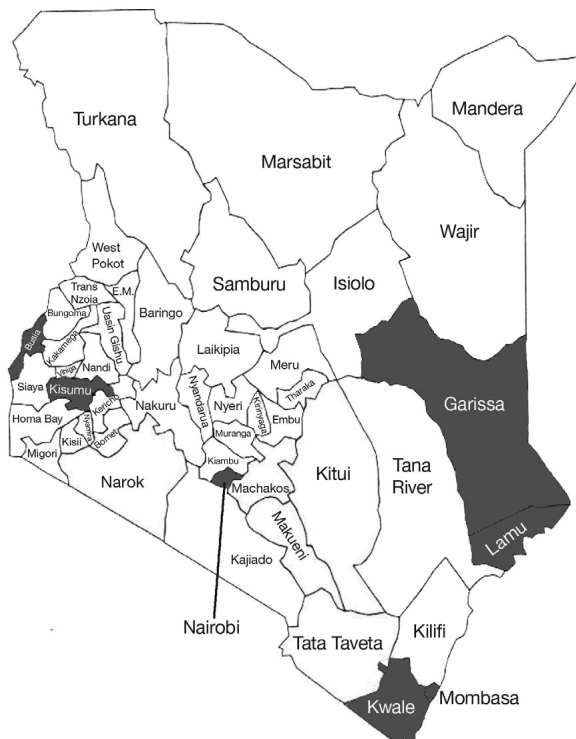 Mandera
Turkana
Marsabit
Wajir
West
Pokot
Samburu
Isiolo
Trans
Nzoia
E.M.
Bungoma
Uasin Gishu
Baringo
Busia
Kakamega
Laikipia
Meru
Vihiga
Nandi
Siaya
Kisumu
Nyandarua
Nyeri
Kirinyaga
Tharaka
Garissa
Kericho
Nakuru
Embu
Homa Bay
Kisii
Nyamira
Bomet
Muranga
Migori
Kiambu
Kitui
Tana
River
Narok
Machakos
Makueni
Lamu
Kajiado
Nairobi
Tata Taveta
Kilifi
Kwale
Mombasa